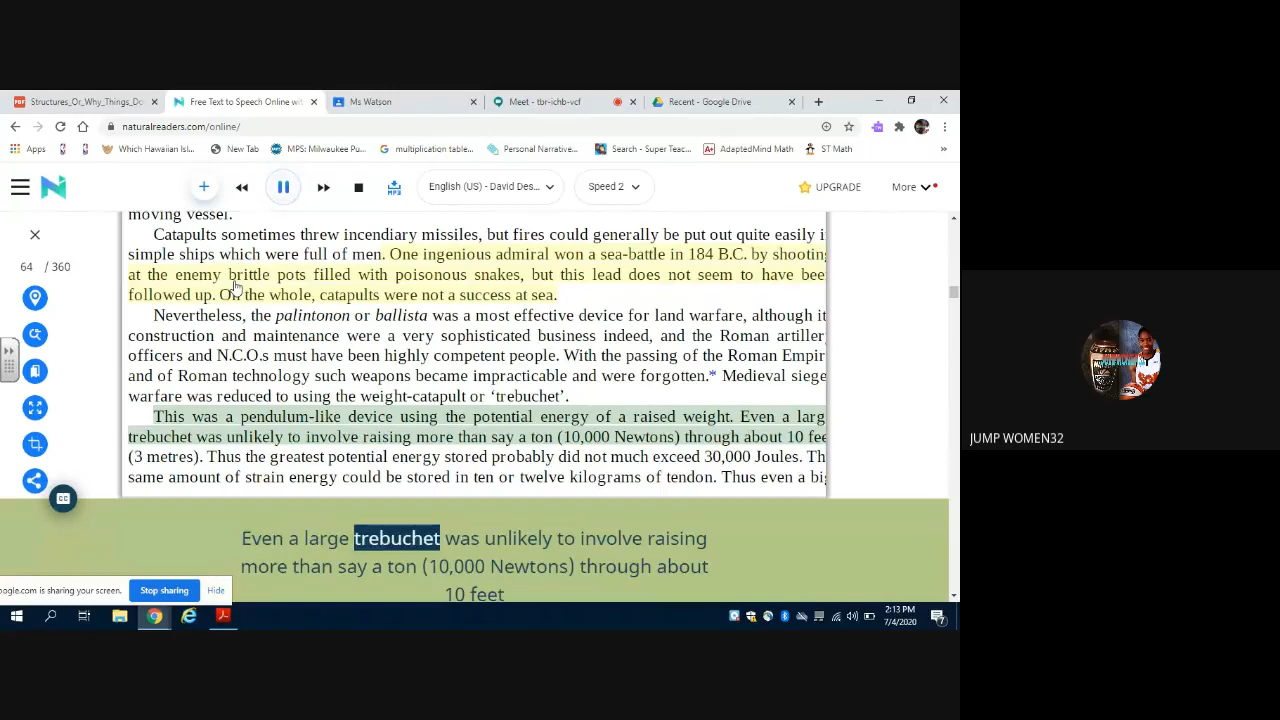 Structures_Or_Why_Things_Do
Free Text to Speech Online wit
Ms Watson
Meet - tbr-ichb-vcf
Recent - Google Drive
naturalreaders.com/online/
Apps
Which Hawaiian Isl...
New Tab
MPS: Milwaukee Pu...
multiplication table...
Personal Narrative...
Search - Super Teac...
AdaptedMind Math
ST Math
MP3
English (US) - David Des...
Speed 2
UPGRADE
More
64 / 360
moving vessel.
Catapults sometimes threw incendiary missiles, but fires could generally be put out quite easily i
simple ships which were full of men. One ingenious admiral won a sea-battle in 184 B.C. by shooting
at the enemy brittle pots filled with poisonous snakes, but this lead does not seem to have bee
followed up. On the whole, catapults were not a success at sea.
Nevertheless, the palintonon or ballista was a most effective device for land warfare, although it
construction and maintenance were a very sophisticated business indeed, and the Roman artiller
officers and N.C.O.s must have been highly competent people. With the passing of the Roman Empir
and of Roman technology such weapons became impracticable and were forgotten.* Medieval siege
warfare was reduced to using the weight-catapult or ‘trebuchet’.
This was a pendulum-like device using the potential energy of a raised weight. Even a larg
trebuchet was unlikely to involve raising more than say a ton (10,000 Newtons) through about 10 fee
(3 metres). Thus the greatest potential energy stored probably did not much exceed 30,000 Joules. Th
same amount of strain energy could be stored in ten or twelve kilograms of tendon. Thus even a bi
CC
Even a large trebuchet was unlikely to involve raising
more than say a ton (10,000 Newtons) through about
10 feet
oogle.com is sharing your screen.
Stop sharing
Hide
2:13 PM
7/4/2020
JUMP WOMEN32